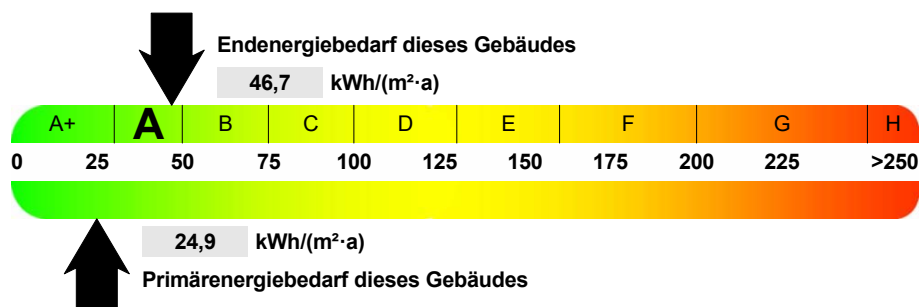 Endenergiebedarf dieses Gebäudes
46,7 kWh/(m²·a)
A+ A B C D E F G H
0 25 50 75 100 125 150 175 200 225 >250
24,9 kWh/(m²·a)
Primärenergiebedarf dieses Gebäudes